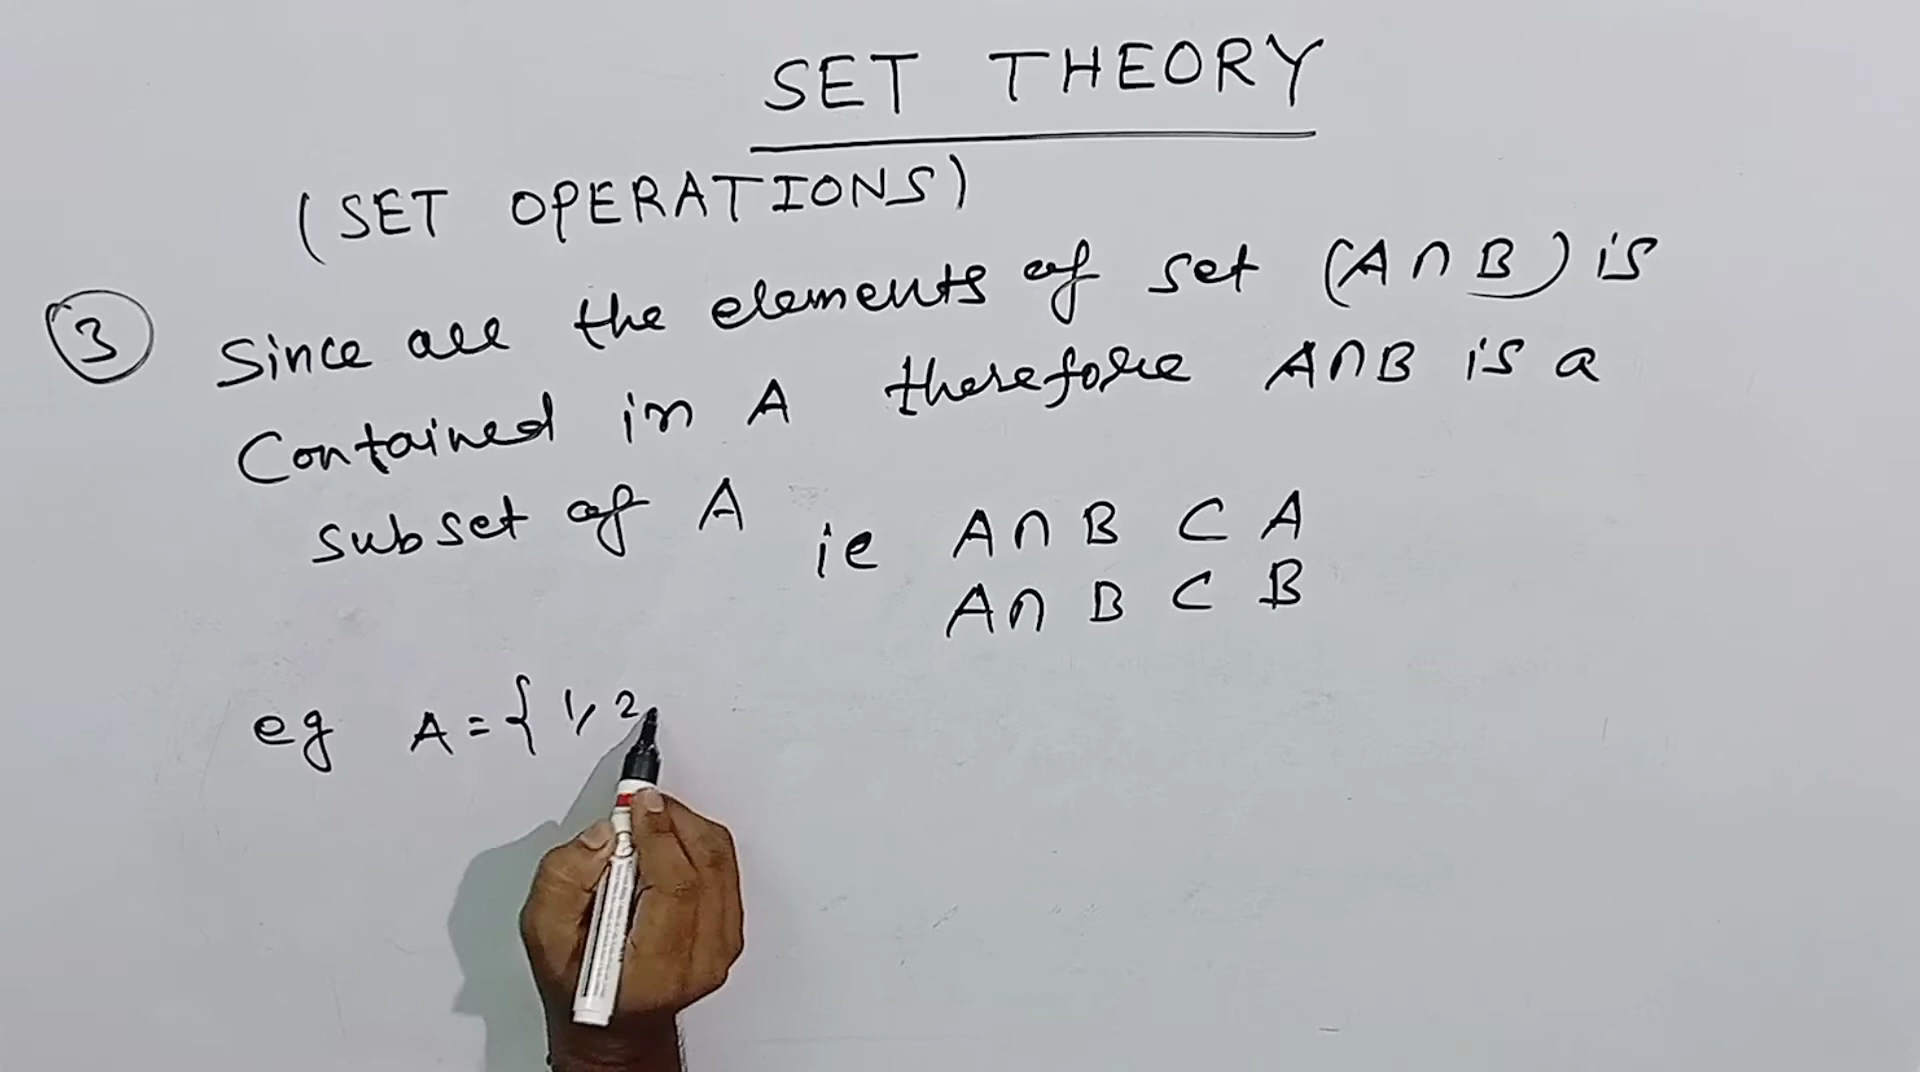 SET THEORY
(SET OPERATIONS)
3 Since all the elements of set (A∩B) is
Contained in A therefore A∩B is a
subset of A ie A∩B ⊂ A
A∩B ⊂ B
eg A={1,2